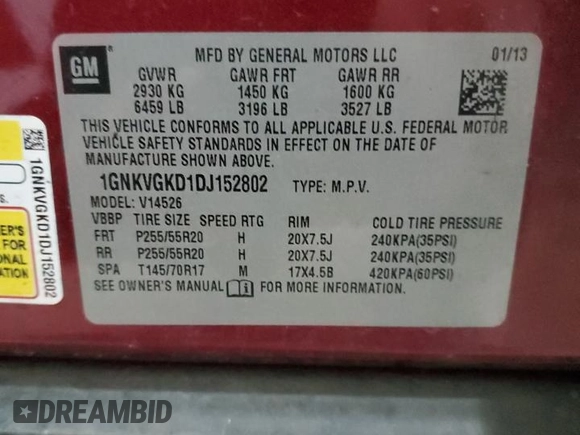 GM
MFD BY GENERAL MOTORS LLC 01/13
GVWR GAWR FRT GAWR RR
2930 KG 1450 KG 1600 KG
6459 LB 3196 LB 3527 LB
THIS VEHICLE CONFORMS TO ALL APPLICABLE U.S. FEDERAL MOTOR
VEHICLE SAFETY STANDARDS IN EFFECT ON THE DATE OF
MANUFACTURE SHOWN ABOVE.
1GNKVGKD1DJ152802 TYPE: M.P.V.
MODEL: V14526
VBBP TIRE SIZE SPEED RTG RIM COLD TIRE PRESSURE
FRT P255/55R20 H 20X7.5J 240KPA(35PSI)
RR P255/55R20 H 20X7.5J 240KPA(35PSI)
SPA T145/70R17 M 17X4.5B 420KPA(60PSI)
SEE OWNER'S MANUAL FOR MORE INFORMATION.
1GNKVGKD1DJ152802
FOR
ONAL
ATION
DREAMBID